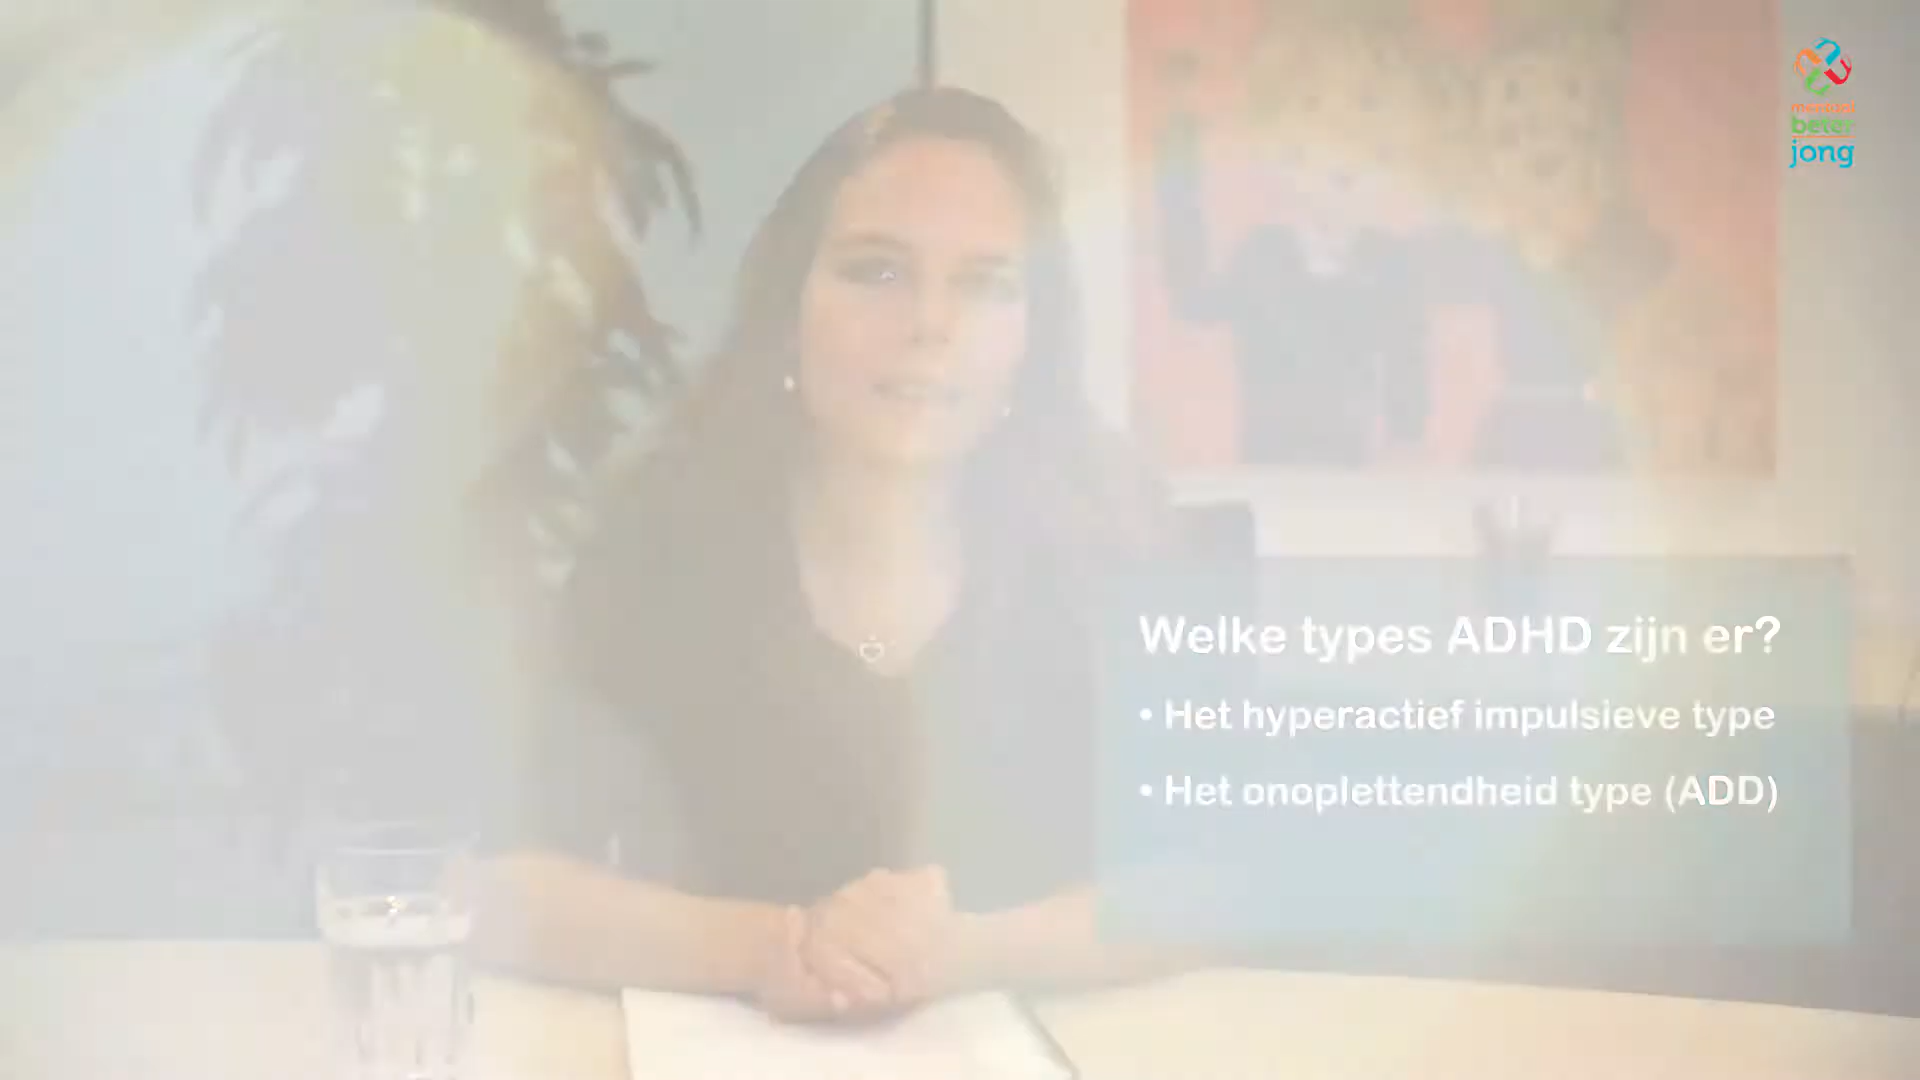 mentaal
beter
jong
Welke types ADHD zijn er?
• Het hyperactief impulsieve type
• Het onoplettendheid type (ADD)